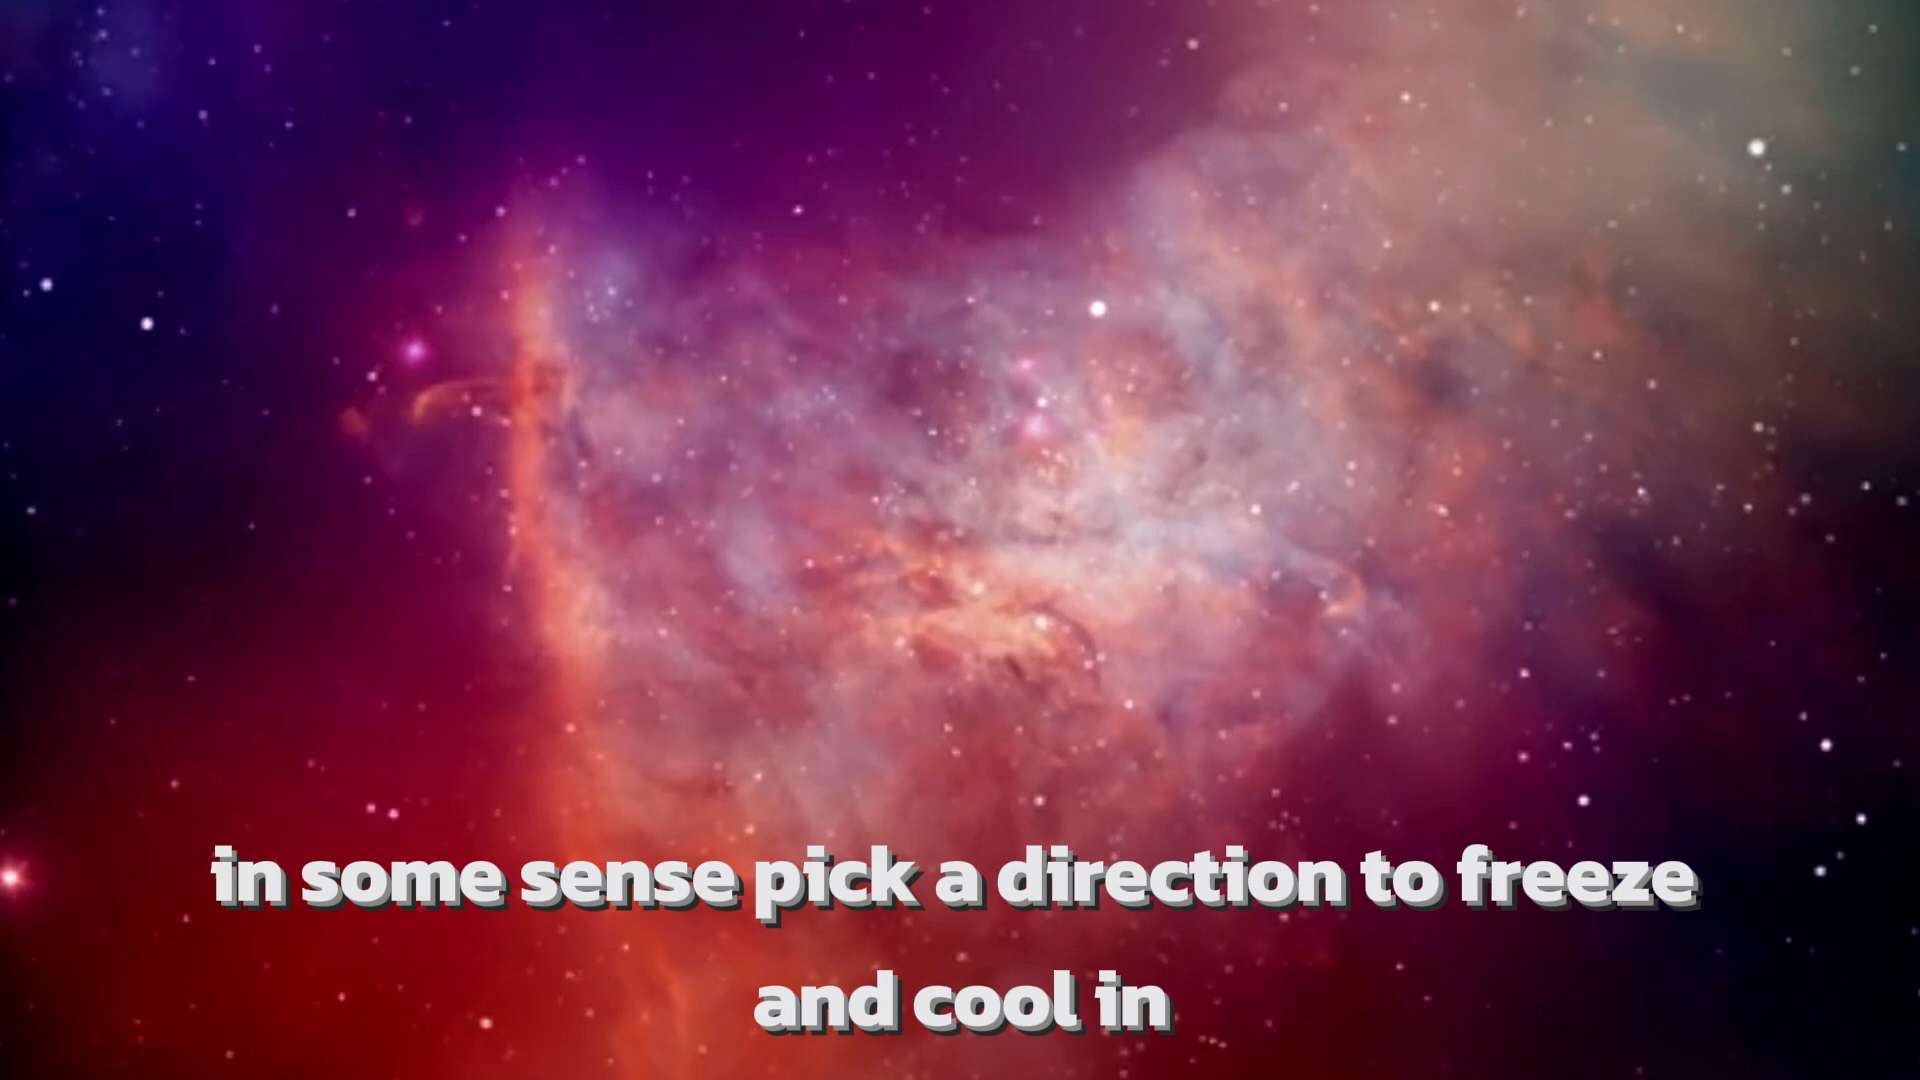 in some sense pick a direction to freeze
and cool in